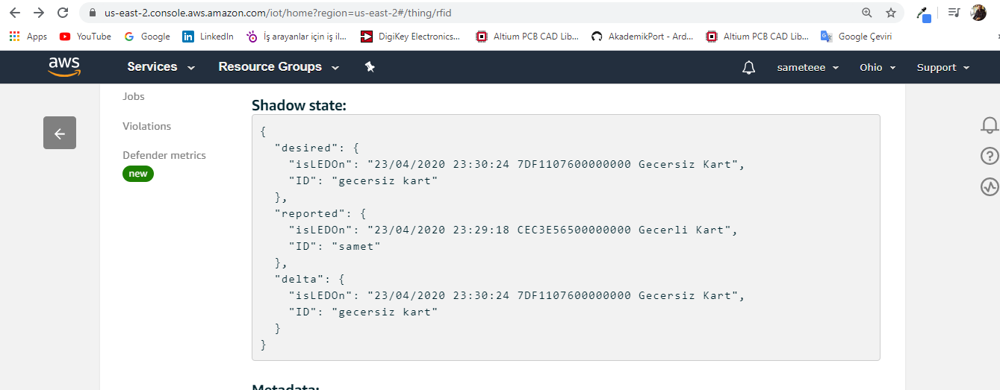 us-east-2.console.aws.amazon.com/iot/home?region=us-east-2#/thing/rfid
Apps YouTube Google LinkedIn İş arayanlar için iş il... DigiKey Electronics... Altium PCB CAD Lib... AkademikPort - Ard... Altium PCB CAD Lib... Google Çeviri
aws Services Resource Groups sameteee Ohio Support
Jobs
Violations
Defender metrics
new
Shadow state:
{
"desired": {
"isLEDOn": "23/04/2020 23:30:24 7DF1107600000000 Gecersiz Kart",
"ID": "gecersiz kart"
},
"reported": {
"isLEDOn": "23/04/2020 23:29:18 CEC3E56500000000 Gecerli Kart",
"ID": "samet"
},
"delta": {
"isLEDOn": "23/04/2020 23:30:24 7DF1107600000000 Gecersiz Kart",
"ID": "gecersiz kart"
}
}
Metadata: